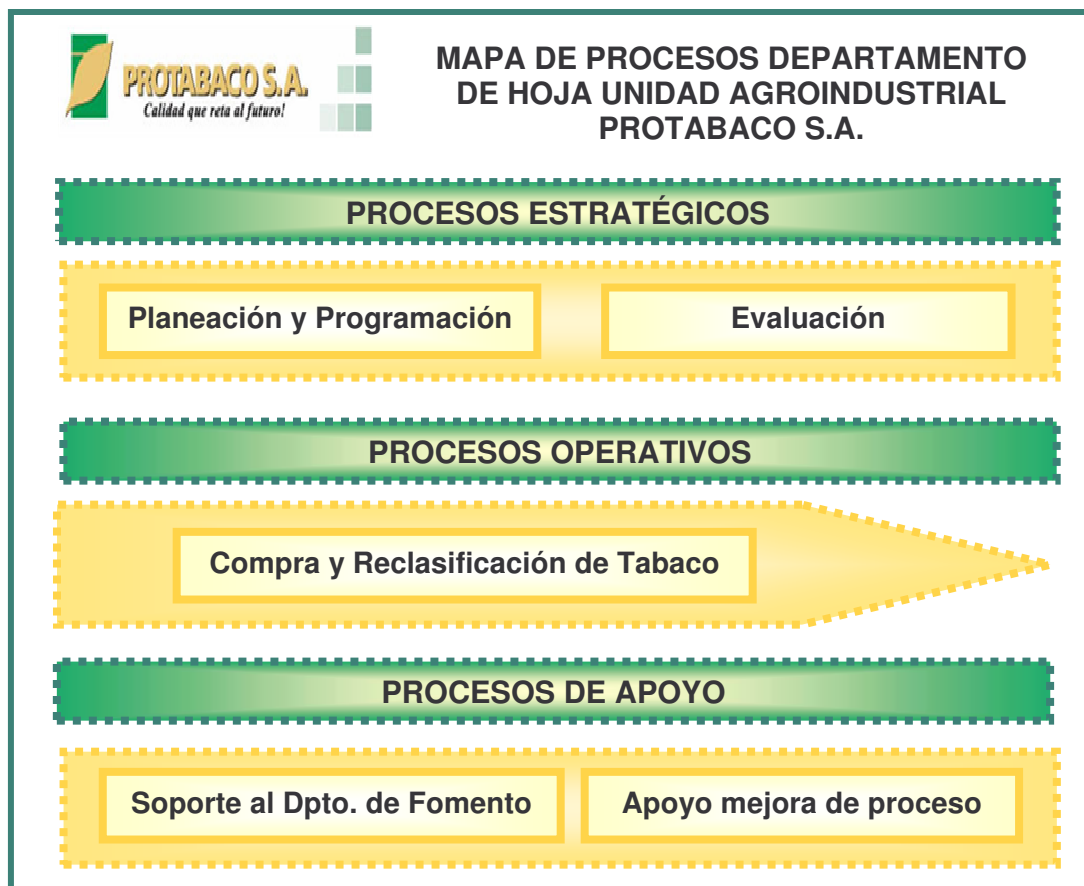 PROTABACO S.A.
Calidad que reta al futuro!
MAPA DE PROCESOS DEPARTAMENTO
DE HOJA UNIDAD AGROINDUSTRIAL
PROTABACO S.A.
PROCESOS ESTRATÉGICOS
Planeación y Programación
Evaluación
PROCESOS OPERATIVOS
Compra y Reclasificación de Tabaco
PROCESOS DE APOYO
Soporte al Dpto. de Fomento
Apoyo mejora de proceso